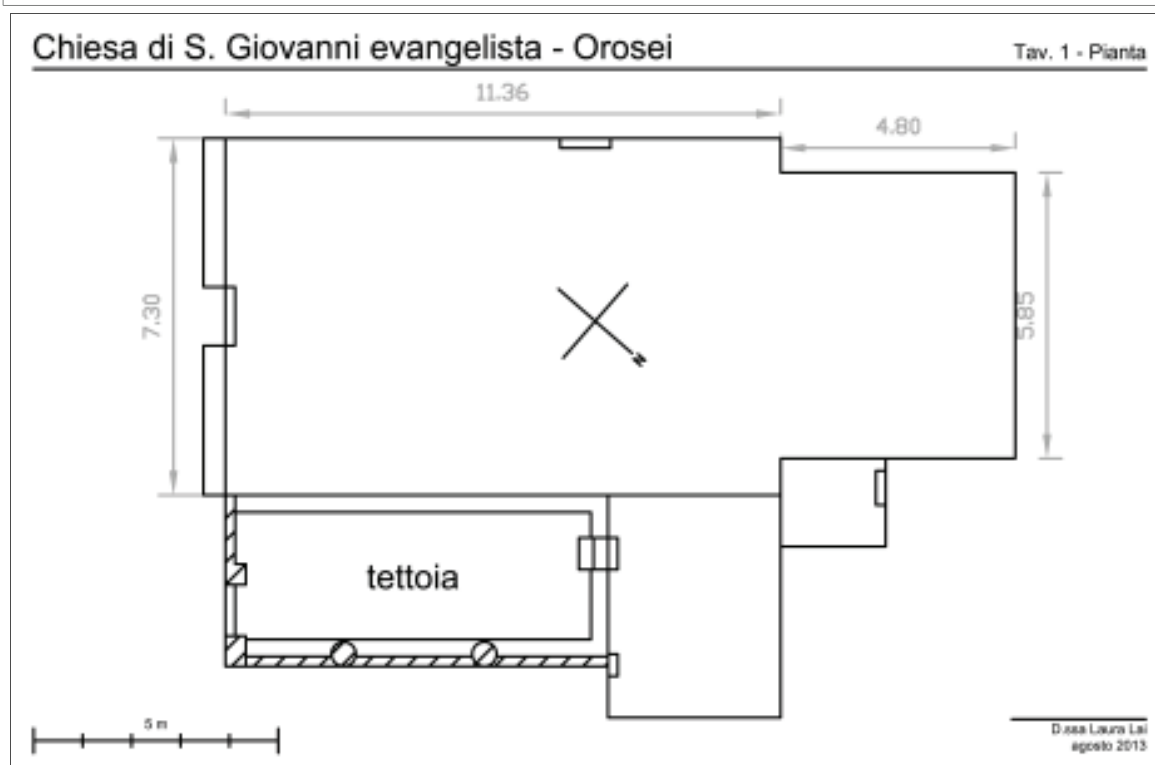 Chiesa di S. Giovanni evangelista - Orosei
Tav. 1 - Pianta
11.36
4.80
7.30
5.85
N
tettoia
5 m
D.ssa Laura Lai
agosto 2013